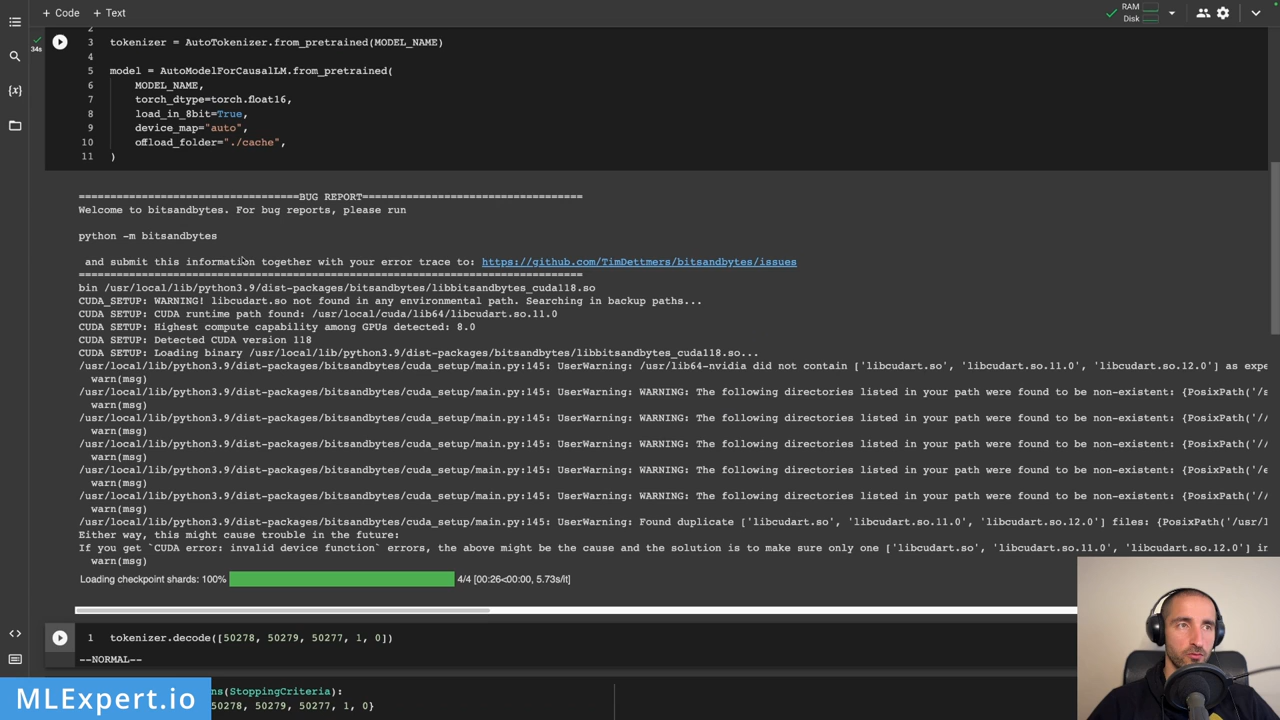 + Code + Text
RAM
Disk
34s
2
3 tokenizer = AutoTokenizer.from_pretrained(MODEL_NAME)
4
5 model = AutoModelForCausalLM.from_pretrained(
6 MODEL_NAME,
7 torch_dtype=torch.float16,
8 load_in_8bit=True,
9 device_map="auto",
10 offload_folder="./cache",
11 )
===================================BUG REPORT===================================
Welcome to bitsandbytes. For bug reports, please run
python -m bitsandbytes
and submit this information together with your error trace to: https://github.com/TimDettmers/bitsandbytes/issues
================================================================================
bin /usr/local/lib/python3.9/dist-packages/bitsandbytes/libbitsandbytes_cuda118.so
CUDA_SETUP: WARNING! libcudart.so not found in any environmental path. Searching in backup paths...
CUDA SETUP: CUDA runtime path found: /usr/local/cuda/lib64/libcudart.so.11.0
CUDA SETUP: Highest compute capability among GPUs detected: 8.0
CUDA SETUP: Detected CUDA version 118
CUDA SETUP: Loading binary /usr/local/lib/python3.9/dist-packages/bitsandbytes/libbitsandbytes_cuda118.so...
/usr/local/lib/python3.9/dist-packages/bitsandbytes/cuda_setup/main.py:145: UserWarning: /usr/lib64-nvidia did not contain ['libcudart.so', 'libcudart.so.11.0', 'libcudart.so.12.0'] as expe
warn(msg)
/usr/local/lib/python3.9/dist-packages/bitsandbytes/cuda_setup/main.py:145: UserWarning: WARNING: The following directories listed in your path were found to be non-existent: {PosixPath('/s
warn(msg)
/usr/local/lib/python3.9/dist-packages/bitsandbytes/cuda_setup/main.py:145: UserWarning: WARNING: The following directories listed in your path were found to be non-existent: {PosixPath('//
warn(msg)
/usr/local/lib/python3.9/dist-packages/bitsandbytes/cuda_setup/main.py:145: UserWarning: WARNING: The following directories listed in your path were found to be non-existent: {PosixPath('//
warn(msg)
/usr/local/lib/python3.9/dist-packages/bitsandbytes/cuda_setup/main.py:145: UserWarning: WARNING: The following directories listed in your path were found to be non-existent: {PosixPath('/e
warn(msg)
/usr/local/lib/python3.9/dist-packages/bitsandbytes/cuda_setup/main.py:145: UserWarning: WARNING: The following directories listed in your path were found to be non-existent: {PosixPath('/
warn(msg)
/usr/local/lib/python3.9/dist-packages/bitsandbytes/cuda_setup/main.py:145: UserWarning: Found duplicate ['libcudart.so', 'libcudart.so.11.0', 'libcudart.so.12.0'] files: {PosixPath('/usr/l
Either way, this might cause trouble in the future:
If you get `CUDA error: invalid device function` errors, the above might be the cause and the solution is to make sure only one ['libcudart.so', 'libcudart.so.11.0', 'libcudart.so.12.0'] in
warn(msg)
Loading checkpoint shards: 100% 4/4 [00:26<00:00, 5.73s/it]
1 tokenizer.decode([50278, 50279, 50277, 1, 0])
--NORMAL--
ns(StoppingCriteria):
50278, 50279, 50277, 1, 0}
MLExpert.io